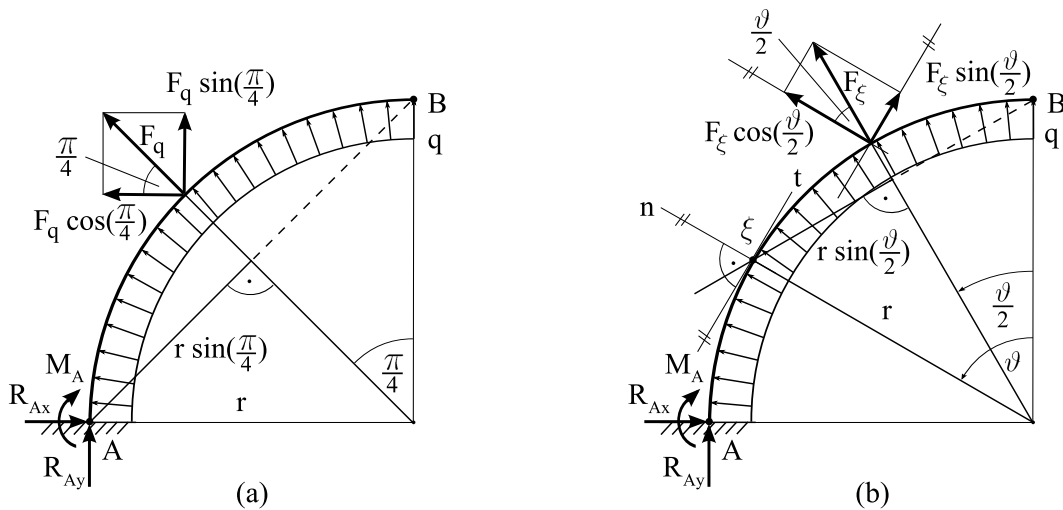 F_q sin(π/4)
F_q
π/4
F_q cos(π/4)
B
q
r sin(π/4)
π/4
r
M_A
R_Ax
R_Ay
A
(a)
ϑ/2
F_ξ
F_ξ sin(ϑ/2)
F_ξ cos(ϑ/2)
B
q
t
n
ξ
r sin(ϑ/2)
ϑ/2
r
ϑ
M_A
R_Ax
R_Ay
A
(b)